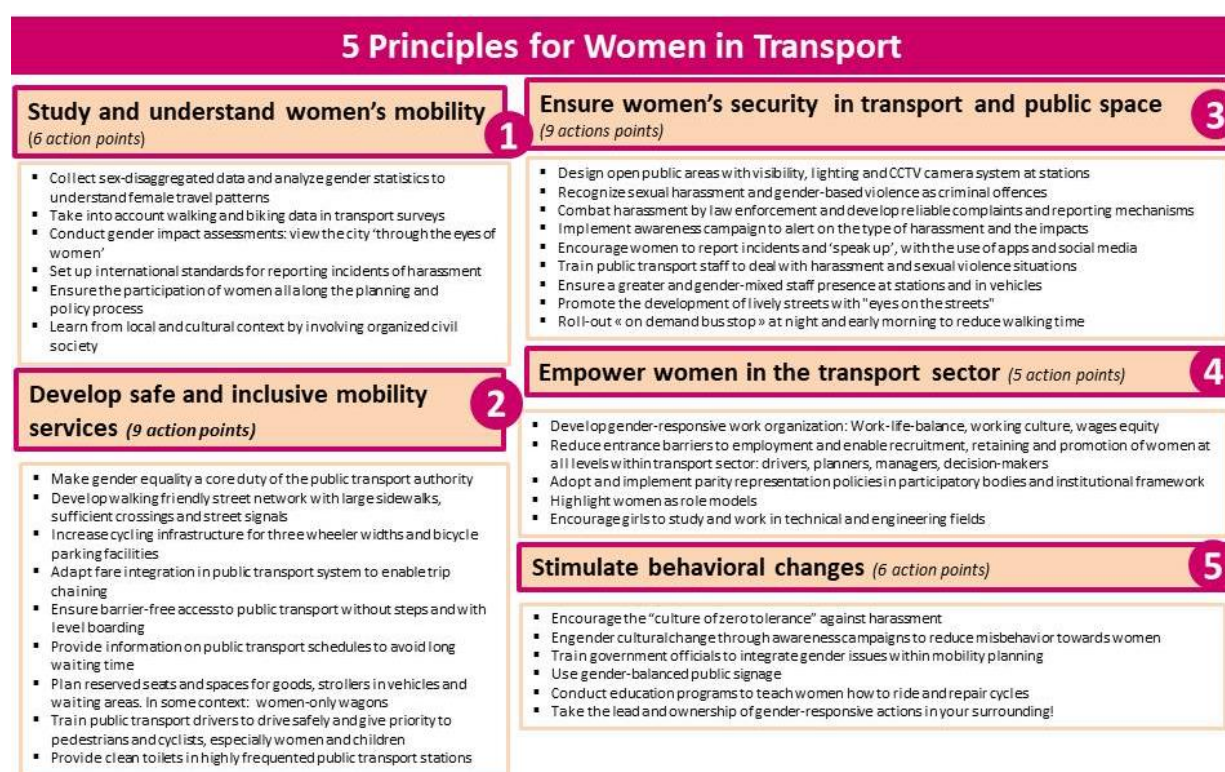 5 Principles for Women in Transport
Study and understand women's mobility
(6 action points)
1
▪ Collect sex-disaggregated data and analyze gender statistics to
understand female travel patterns
▪ Take into account walking and biking data in transport surveys
▪ Conduct gender impact assessments: view the city 'through the eyes of
women'
▪ Set up international standards for reporting incidents of harassment
▪ Ensure the participation of women all along the planning and
policy process
▪ Learn from local and cultural context by involving organized civil
society
Develop safe and inclusive mobility
services (9 action points)
2
▪ Make gender equality a core duty of the public transport authority
▪ Develop walking friendly street network with large sidewalks,
sufficient crossings and street signals
▪ Increase cycling infrastructure for three wheeler widths and bicycle
parking facilities
▪ Adapt fare integration in public transport system to enable trip
chaining
▪ Ensure barrier-free access to public transport without steps and with
level boarding
▪ Provide information on public transport schedules to avoid long
waiting time
▪ Plan reserved seats and spaces for goods, strollers in vehicles and
waiting areas. In some context: women-only wagons
▪ Train public transport drivers to drive safely and give priority to
pedestrians and cyclists, especially women and children
▪ Provide clean toilets in highly frequented public transport stations
Ensure women's security in transport and public space
(9 actions points)
3
▪ Design open public areas with visibility, lighting and CCTV camera system at stations
▪ Recognize sexual harassment and gender-based violence as criminal offences
▪ Combat harassment by law enforcement and develop reliable complaints and reporting mechanisms
▪ Implement awareness campaign to alert on the type of harassment and the impacts
▪ Encourage women to report incidents and 'speak up', with the use of apps and social media
▪ Train public transport staff to deal with harassment and sexual violence situations
▪ Ensure a greater and gender-mixed staff presence at stations and in vehicles
▪ Promote the development of lively streets with "eyes on the streets"
▪ Roll-out « on demand bus stop » at night and early morning to reduce walking time
Empower women in the transport sector (5 action points)
4
▪ Develop gender-responsive work organization: Work-life-balance, working culture, wages equity
▪ Reduce entrance barriers to employment and enable recruitment, retaining and promotion of women at
all levels within transport sector: drivers, planners, managers, decision-makers
▪ Adopt and implement parity representation policies in participatory bodies and institutional framework
▪ Highlight women as role models
▪ Encourage girls to study and work in technical and engineering fields
Stimulate behavioral changes (6 action points)
5
▪ Encourage the "culture of zero tolerance" against harassment
▪ Engender cultural change through awareness campaigns to reduce misbehavior towards women
▪ Train government officials to integrate gender issues within mobility planning
▪ Use gender-balanced public signage
▪ Conduct education programs to teach women how to ride and repair cycles
▪ Take the lead and ownership of gender-responsive actions in your surrounding!